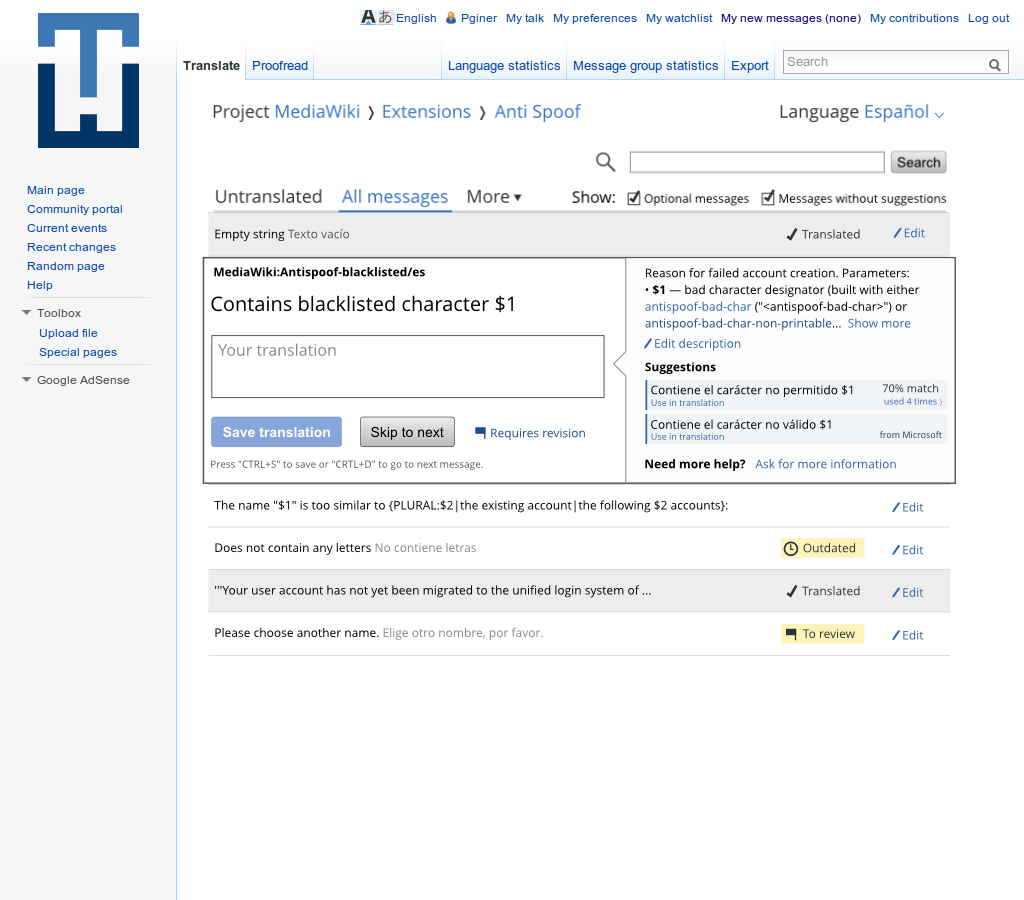 Aあ English Pginer My talk My preferences My watchlist My new messages (none) My contributions Log out
Translate Proofread Language statistics Message group statistics Export Search
Project MediaWiki ❭ Extensions ❭ Anti Spoof Language Español
Search
Untranslated All messages More ▾ Show: Optional messages Messages without suggestions
Main page
Community portal
Current events
Recent changes
Random page
Help
Toolbox
Upload file
Special pages
Google AdSense
Empty string Texto vacío Translated Edit
MediaWiki:Antispoof-blacklisted/es
Contains blacklisted character $1
Your translation
Save translation Skip to next Requires revision
Press "CTRL+S" to save or "CRTL+D" to go to next message.
Reason for failed account creation. Parameters:
• $1 — bad character designator (built with either
antispoof-bad-char ("<antispoof-bad-char>") or
antispoof-bad-char-non-printable... Show more
Edit description
Suggestions
Contiene el carácter no permitido $1 70% match
Use in translation used 4 times ⟩
Contiene el carácter no válido $1
Use in translation from Microsoft
Need more help? Ask for more information
The name "$1" is too similar to {PLURAL:$2|the existing account|the following $2 accounts}: Edit
Does not contain any letters No contiene letras Outdated Edit
'''Your user account has not yet been migrated to the unified login system of ... Translated Edit
Please choose another name. Elige otro nombre, por favor. To review Edit